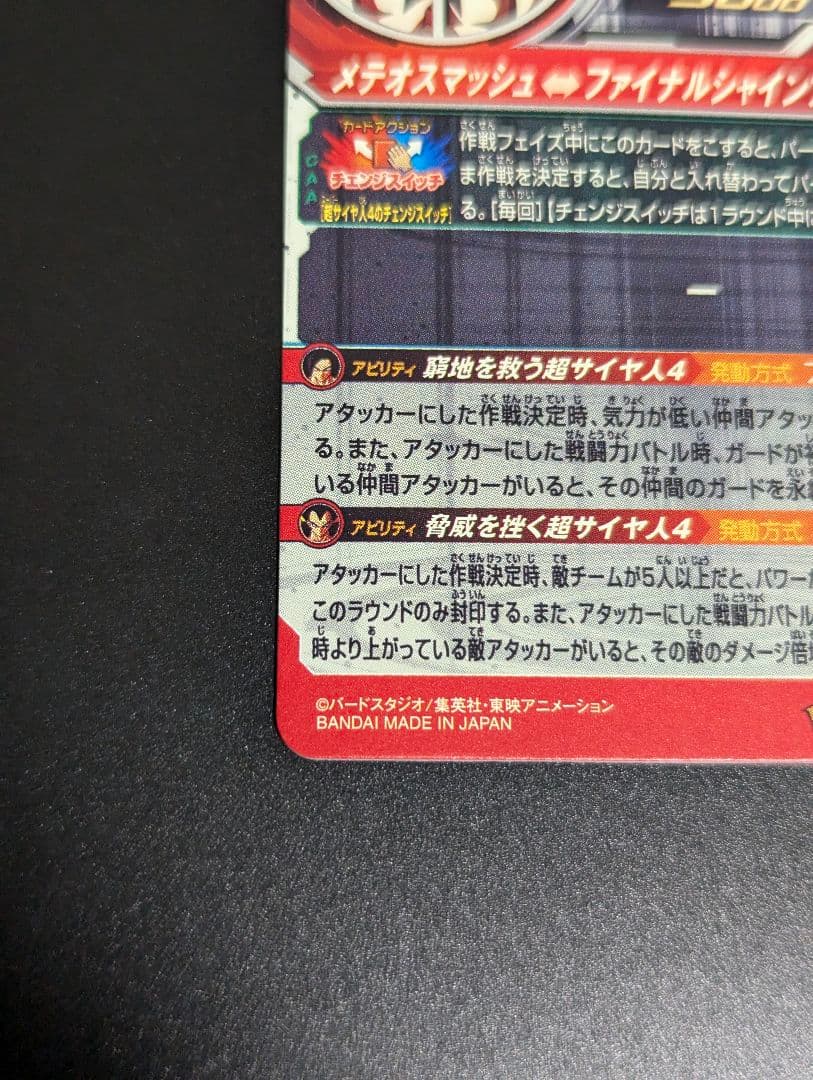 メテオスマッシュ⇔ファイナルシャイン
カードアクション
チェンジスイッチ
[超サイヤ人4のチェンジスイッチ]
CAA
作戦フェイズ中にこのカードをこすると、パー
ま作戦を決定すると、自分と入れ替わってバ
る。[毎回]【チェンジスイッチは1ラウンド中に
アビリティ 窮地を救う超サイヤ人4 発動方式
アタッカーにした作戦決定時、気力が低い仲間アタッ
る。また、アタッカーにした戦闘力バトル時、ガードが
いる仲間アタッカーがいると、その仲間のガードを永
アビリティ 脅威を挫く超サイヤ人4 発動方式
アタッカーにした作戦決定時、敵チームが5人以上だと、パワー
このラウンドのみ封印する。また、アタッカーにした戦闘力バトル
時より上がっている敵アタッカーがいると、その敵のダメージ倍
©バードスタジオ/集英社・東映アニメーション
BANDAI MADE IN JAPAN